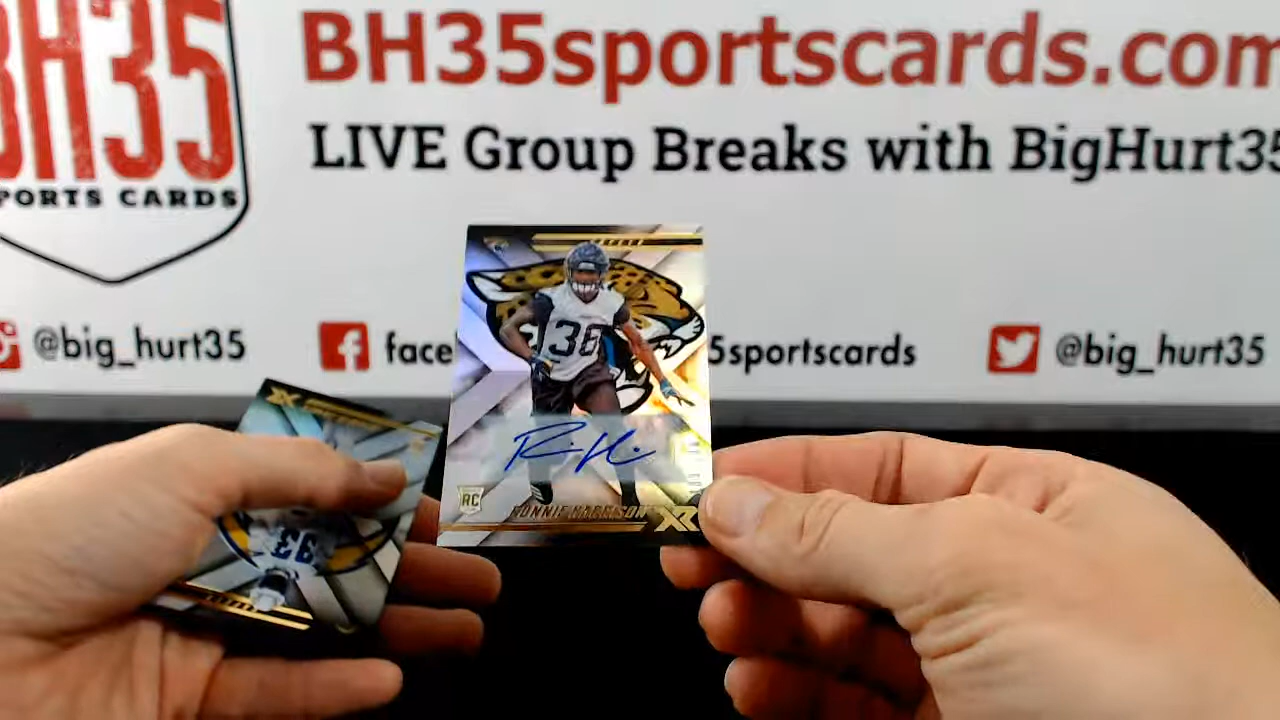 BH35
PORTS CARDS
BH35sportscards.com
LIVE Group Breaks with BigHurt35
@big_hurt35
face
5sportscards
@big_hurt35
36
RC
RONNIE HARRISON
XR
33